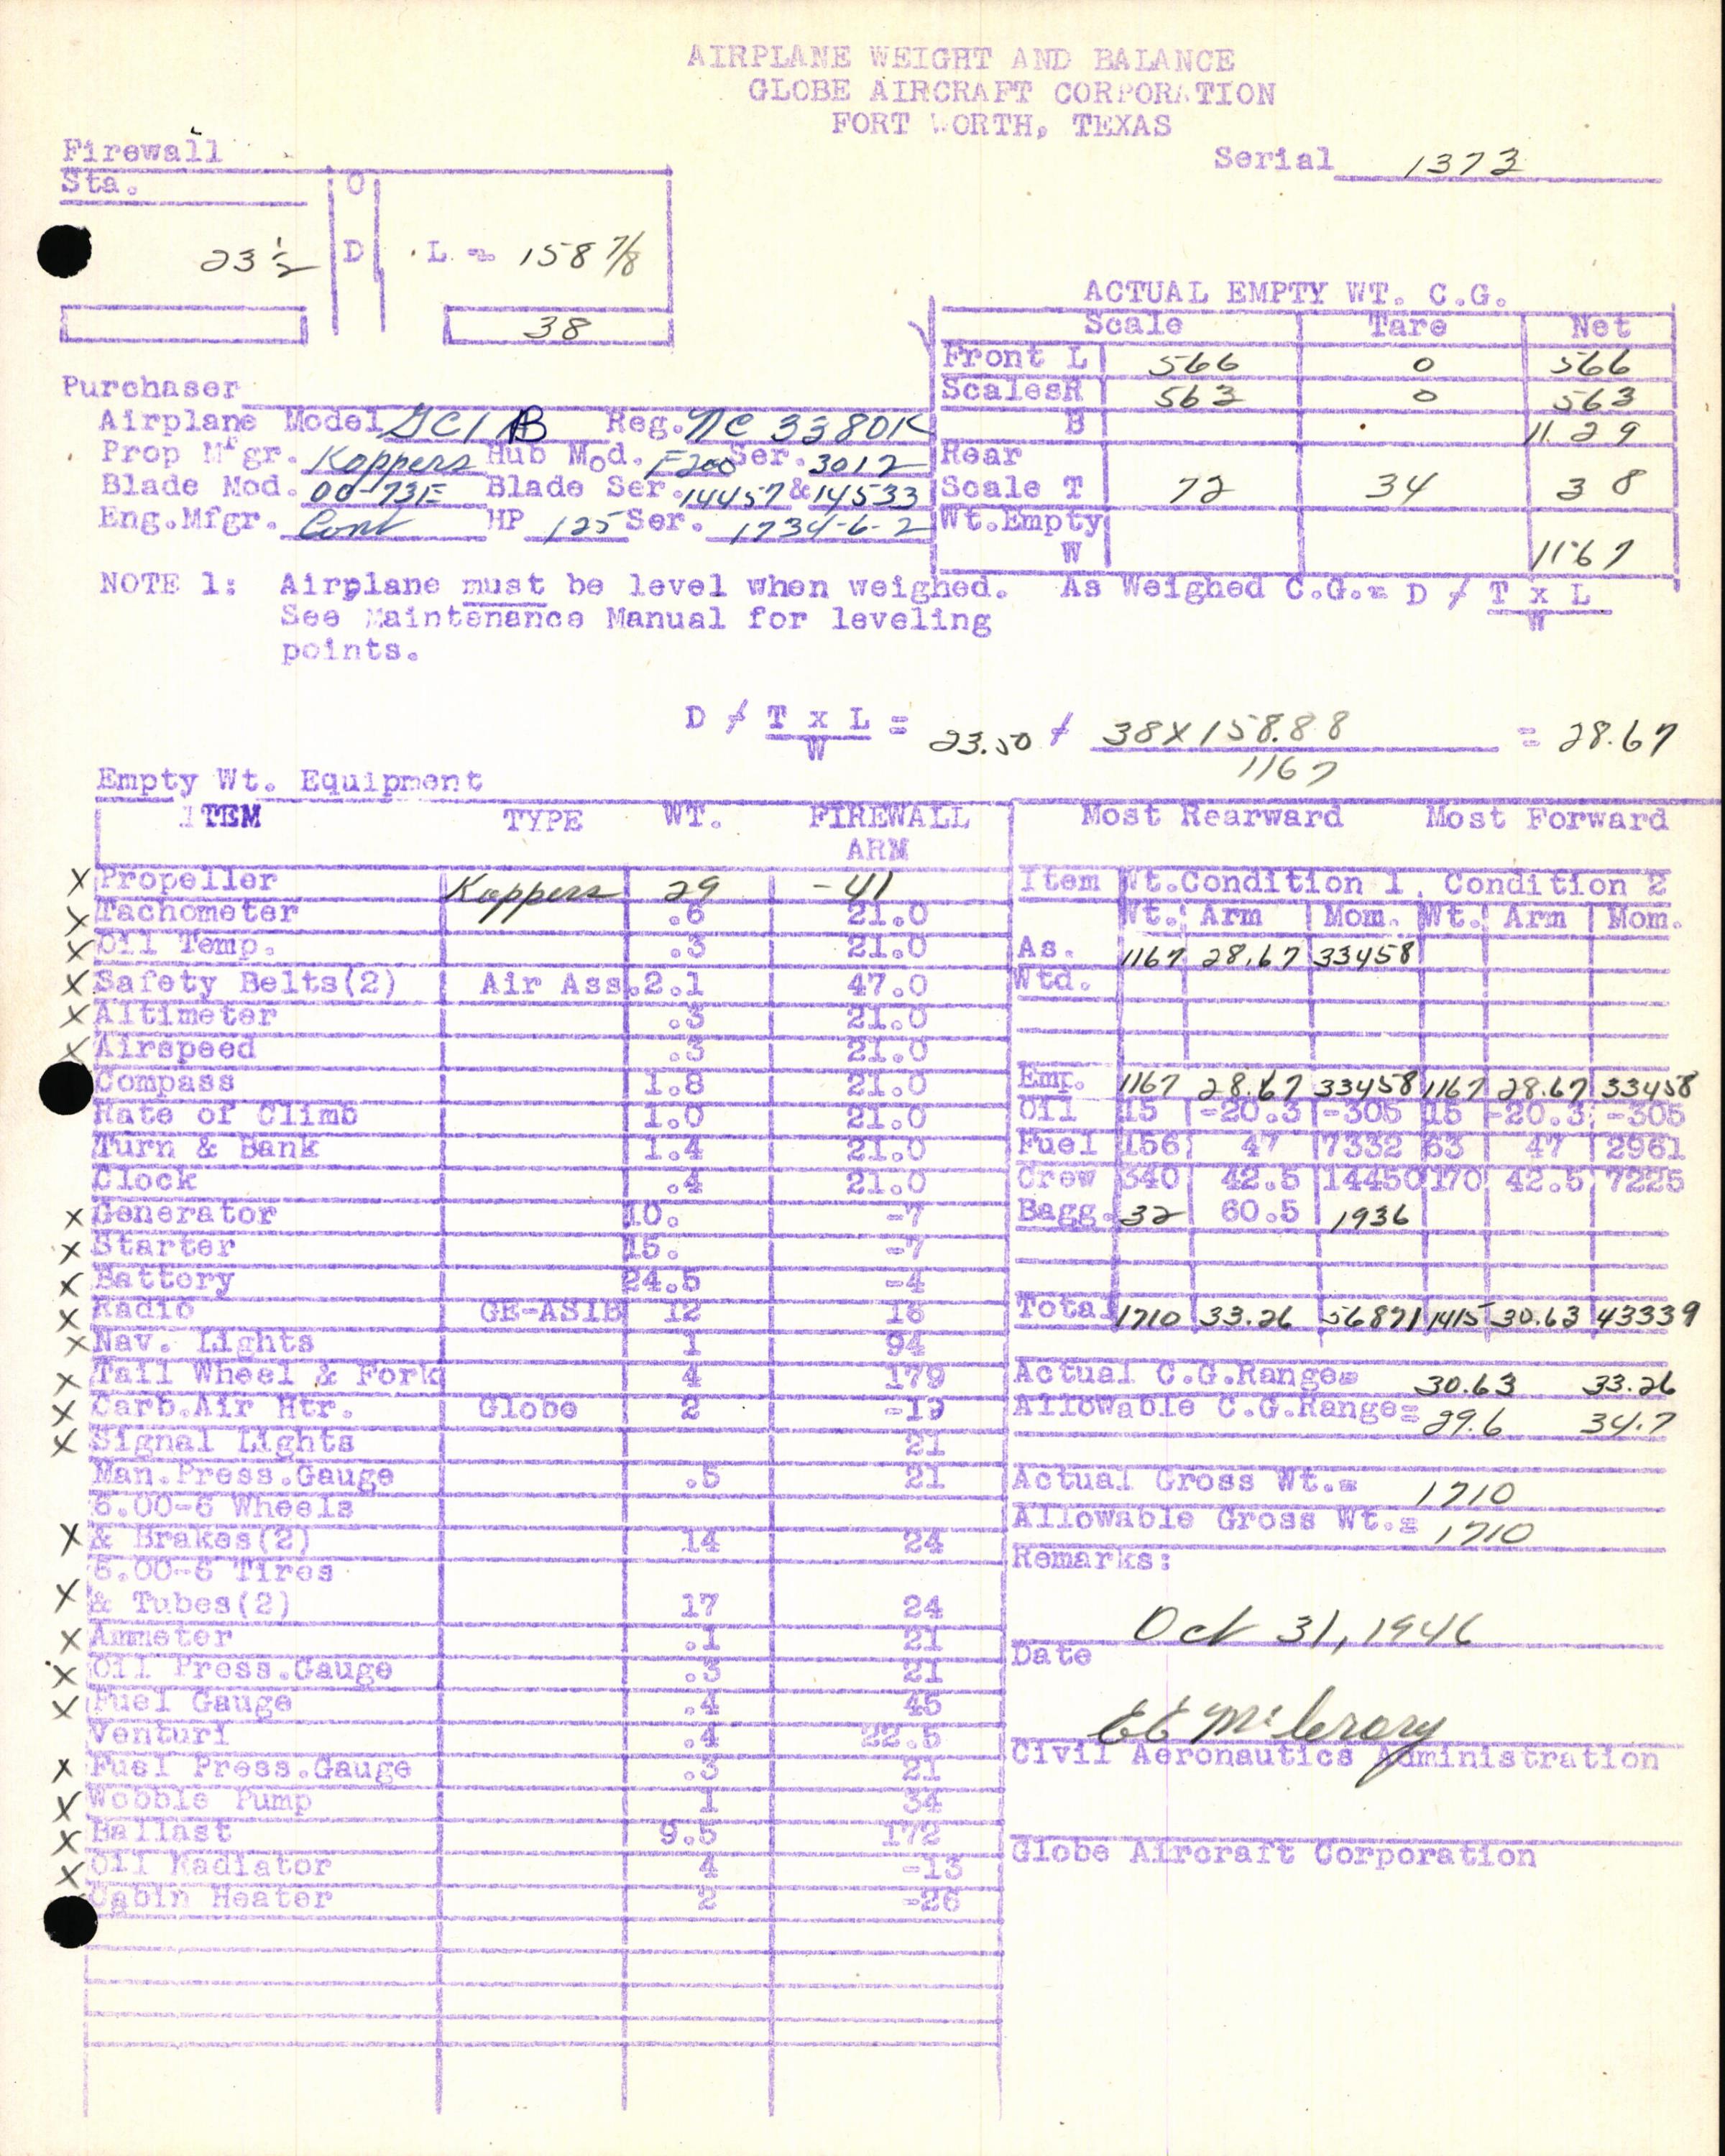 AIRPLANE WEIGHT AND BALANCE
GLOBE AIRCRAFT CORPORATION
FORT WORTH, TEXAS
Serial 1373
Firewall
Sta. O
23 ½ D L = 158 7/8
38
ACTUAL EMPTY WT. C.G.
Scale Tare Net
Front L 566 0 566
Scales R 563 0 563
B 1129
Rear
Scale T 72 34 38
Wt. Empty
W 1167
Purchaser
Airplane Model GC1 B Reg. NC 3380K
Prop Mfgr. Koppers Hub Mod. F200 Ser. 3012
Blade Mod. 00-73E Blade Ser. 14457 & 14533
Eng.Mfgr. Cont HP 125 Ser. 1734-6-2
NOTE 1: Airplane must be level when weighed. As Weighed C.G.= D / T x L
W
See Maintenance Manual for leveling
points.
D / T x L = 23.50 / 38 X 158.88 = 28.67
W 1167
Empty Wt. Equipment
ITEM TYPE WT. FIREWALL
ARM
X Propeller Koppers 29 -41
X Tachometer .6 21.0
X Oil Temp. .3 21.0
X Safety Belts(2) Air Ass. 2.1 47.0
X Altimeter .3 21.0
X Airspeed .3 21.0
Compass 1.8 21.0
Rate of Climb 1.0 21.0
Turn & Bank 1.4 21.0
Clock .4 21.0
X Generator 10. -7
X Starter 15. -7
X Battery 24.5 -4
X Radio GE-AS1B 12 16
X Nav. Lights 1 94
X Tail Wheel & Fork 4 179
X Carb.Air Htr. Globe 2 -19
X Signal Lights 21
Man.Press.Gauge .5 21
6.00-6 Wheels
X & Brakes(2) 14 24
6.00-6 Tires
X & Tubes(2) 17 24
X Ammeter .1 21
X Oil Press.Gauge .3 21
X Fuel Gauge .4 45
Venturi .4 22.5
X Fuel Press.Gauge .3 21
X Wobble Pump 1 34
X Ballast 9.5 172
X Oil Radiator 4 -13
Cabin Heater 2 -26
Most Rearward Most Forward
Item Wt.Condition 1. Condition 2
Wt. Arm Mom. Wt. Arm Mom.
As. 1167 28.67 33458
Wtd.
Emp. 1167 28.67 33458 1167 28.67 33458
Oil 15 -20.3 -305 15 -20.3 -305
Fuel 156 47 7332 63 47 2961
Crew 340 42.5 14450 170 42.5 7225
Bagg. 32 60.5 1936
Total 1710 33.26 56871 1415 30.63 43339
Actual C.G.Range= 30.63 33.26
Allowable C.G.Range= 29.6 34.7
Actual Gross Wt.= 1710
Allowable Gross Wt.= 1710
Remarks:
Oct 31, 1946
Date
EE McCrory
Civil Aeronautics Administration
Globe Aircraft Corporation